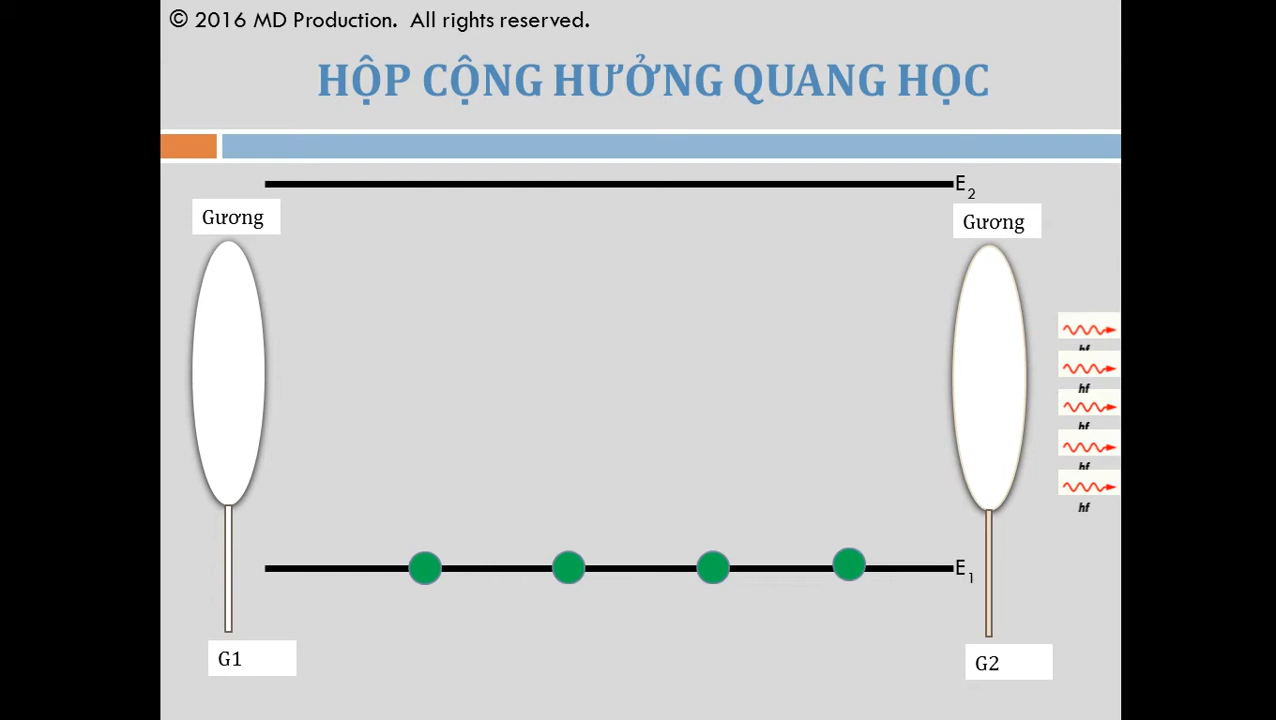 © 2016 MD Production. All rights reserved.
HỘP CỘNG HƯỞNG QUANG HỌC
E2
Gương
Gương
hf
hf
hf
hf
hf
E1
G1
G2